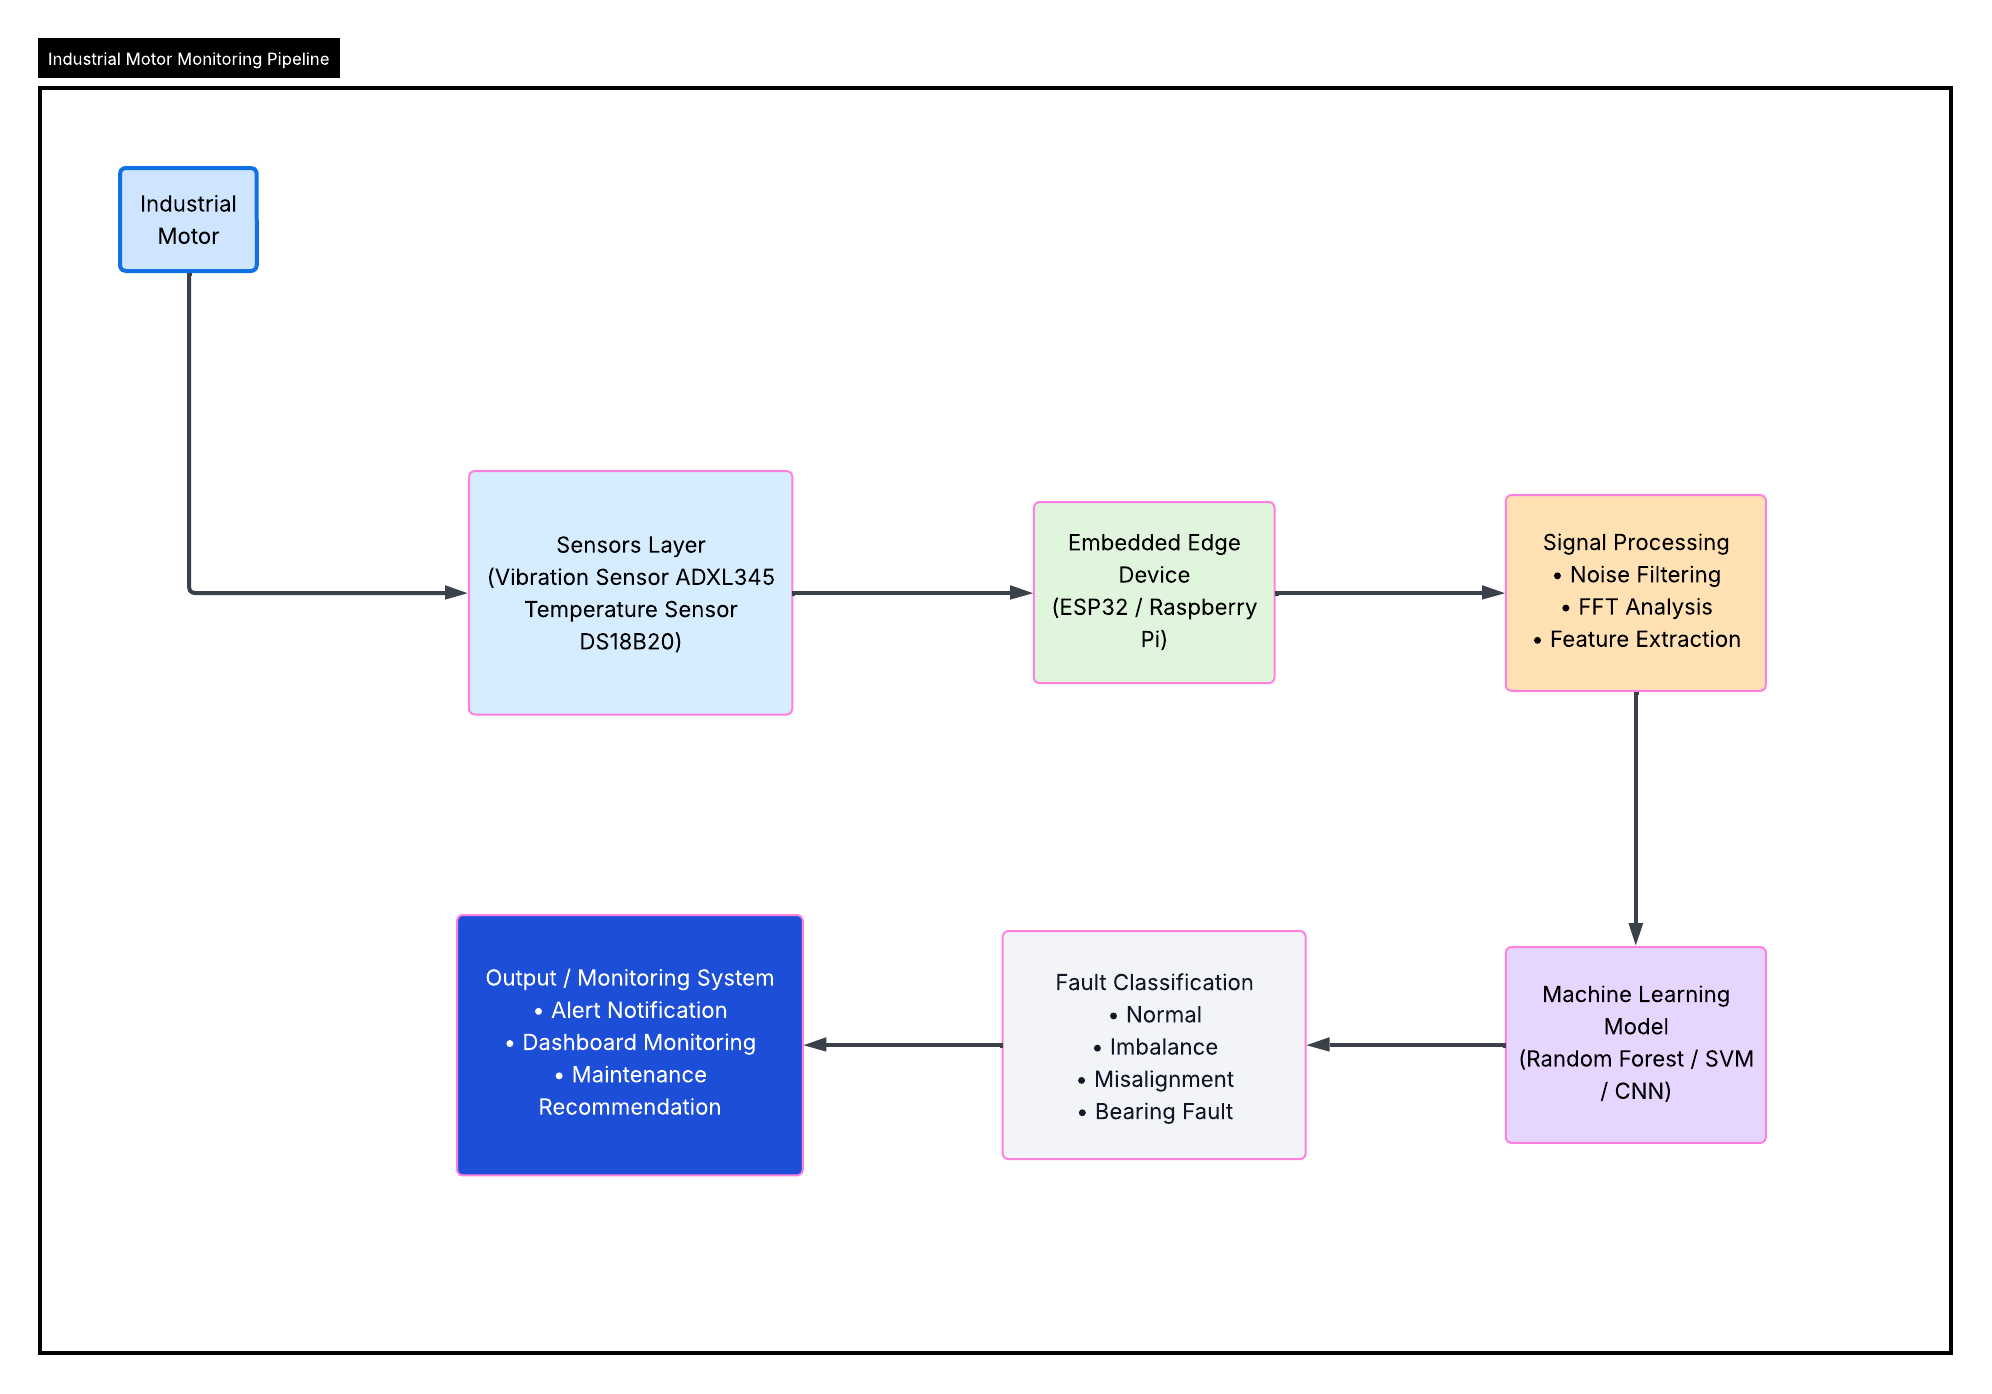 Industrial Motor Monitoring Pipeline
Industrial
Motor
Sensors Layer
(Vibration Sensor ADXL345
Temperature Sensor
DS18B20)
Embedded Edge
Device
(ESP32 / Raspberry
Pi)
Signal Processing
• Noise Filtering
• FFT Analysis
• Feature Extraction
Machine Learning
Model
(Random Forest / SVM
/ CNN)
Fault Classification
• Normal
• Imbalance
• Misalignment
• Bearing Fault
Output / Monitoring System
• Alert Notification
• Dashboard Monitoring
• Maintenance
Recommendation